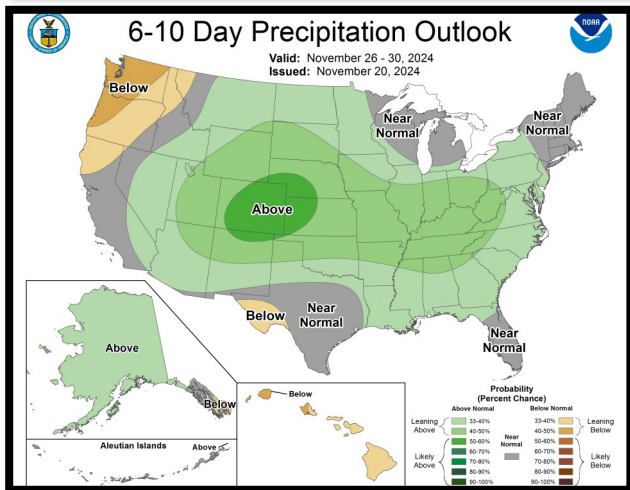 6-10 Day Precipitation Outlook
Valid: November 26 - 30, 2024
Issued: November 20, 2024
NOAA
Below
Near
Normal
Near
Normal
Above
Below
Near
Normal
Near
Normal
Above
Below
Aleutian Islands
Above
Below
Probability
(Percent Chance)
Above Normal
Below Normal
Leaning
Above
33-40%
40-50%
50-60%
Likely
Above
60-70%
70-80%
80-90%
90-100%
Near
Normal
33-40%
40-50%
50-60%
Leaning
Below
60-70%
70-80%
80-90%
90-100%
Likely
Below